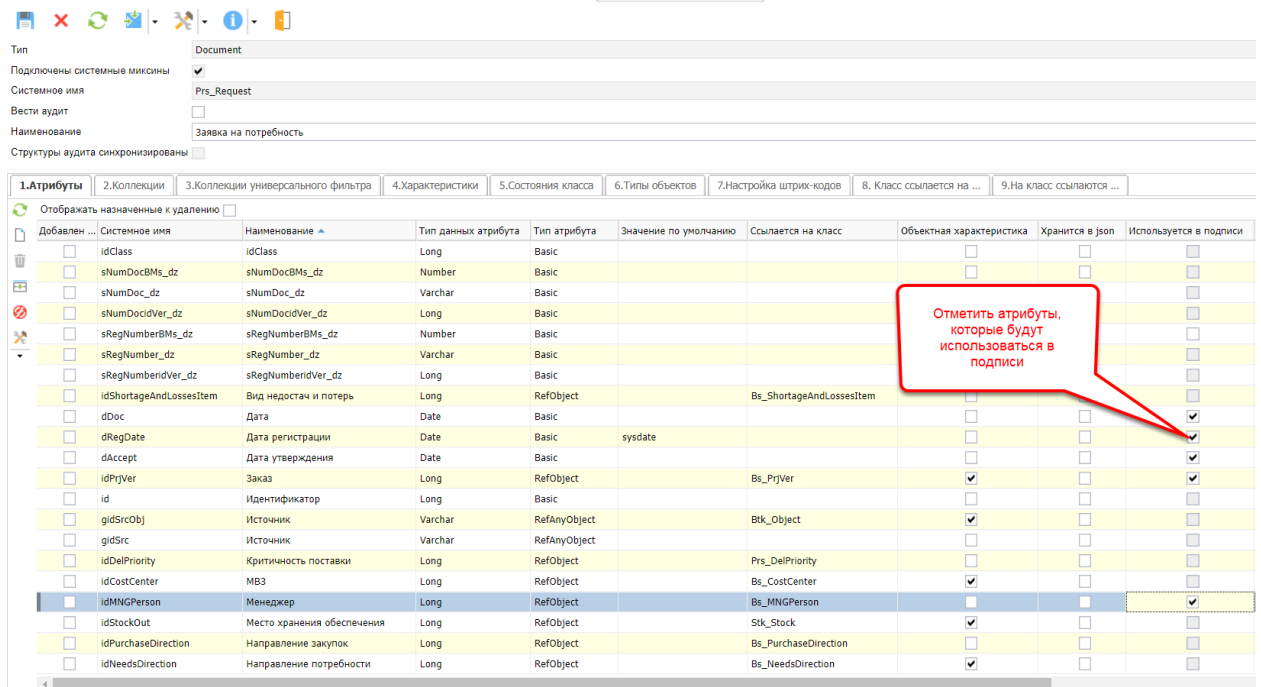 Тип Document
Подключены системные миксины
Системное имя Prs_Request
Вести аудит
Наименование Заявка на потребность
Структуры аудита синхронизированы
1.Атрибуты 2.Коллекции 3.Коллекции универсального фильтра 4.Характеристики 5.Состояния класса 6.Типы объектов 7.Настройка штрих-кодов 8. Класс ссылается на ... 9.На класс ссылаются ...
Отображать назначенные к удалению
Добавлен ... Системное имя Наименование Тип данных атрибута Тип атрибута Значение по умолчанию Ссылается на класс Объектная характеристика Хранится в json Используется в подписи
idClass idClass Long Basic
sNumDocBMs_dz sNumDocBMs_dz Number Basic
sNumDoc_dz sNumDoc_dz Varchar Basic
sNumDocidVer_dz sNumDocidVer_dz Long Basic
sRegNumberBMs_dz sRegNumberBMs_dz Number Basic
sRegNumber_dz sRegNumber_dz Varchar Basic
sRegNumberidVer_dz sRegNumberidVer_dz Long Basic
idShortageAndLossesItem Вид недостач и потерь Long RefObject Bs_ShortageAndLossesItem
dDoc Дата Date Basic
dRegDate Дата регистрации Date Basic sysdate
dAccept Дата утверждения Date Basic
idPrjVer Заказ Long RefObject Bs_PrjVer
id Идентификатор Long Basic
gidSrcObj Источник Varchar RefAnyObject Btk_Object
gidSrc Источник Varchar RefAnyObject
idDelPriority Критичность поставки Long RefObject Prs_DelPriority
idCostCenter МВЗ Long RefObject Bs_CostCenter
idMNGPerson Менеджер Long RefObject Bs_MNGPerson
idStockOut Место хранения обеспечения Long RefObject Stk_Stock
idPurchaseDirection Направление закупок Long RefObject Bs_PurchaseDirection
idNeedsDirection Направление потребности Long RefObject Bs_NeedsDirection
Отметить атрибуты,
которые будут
использоваться в
подписи